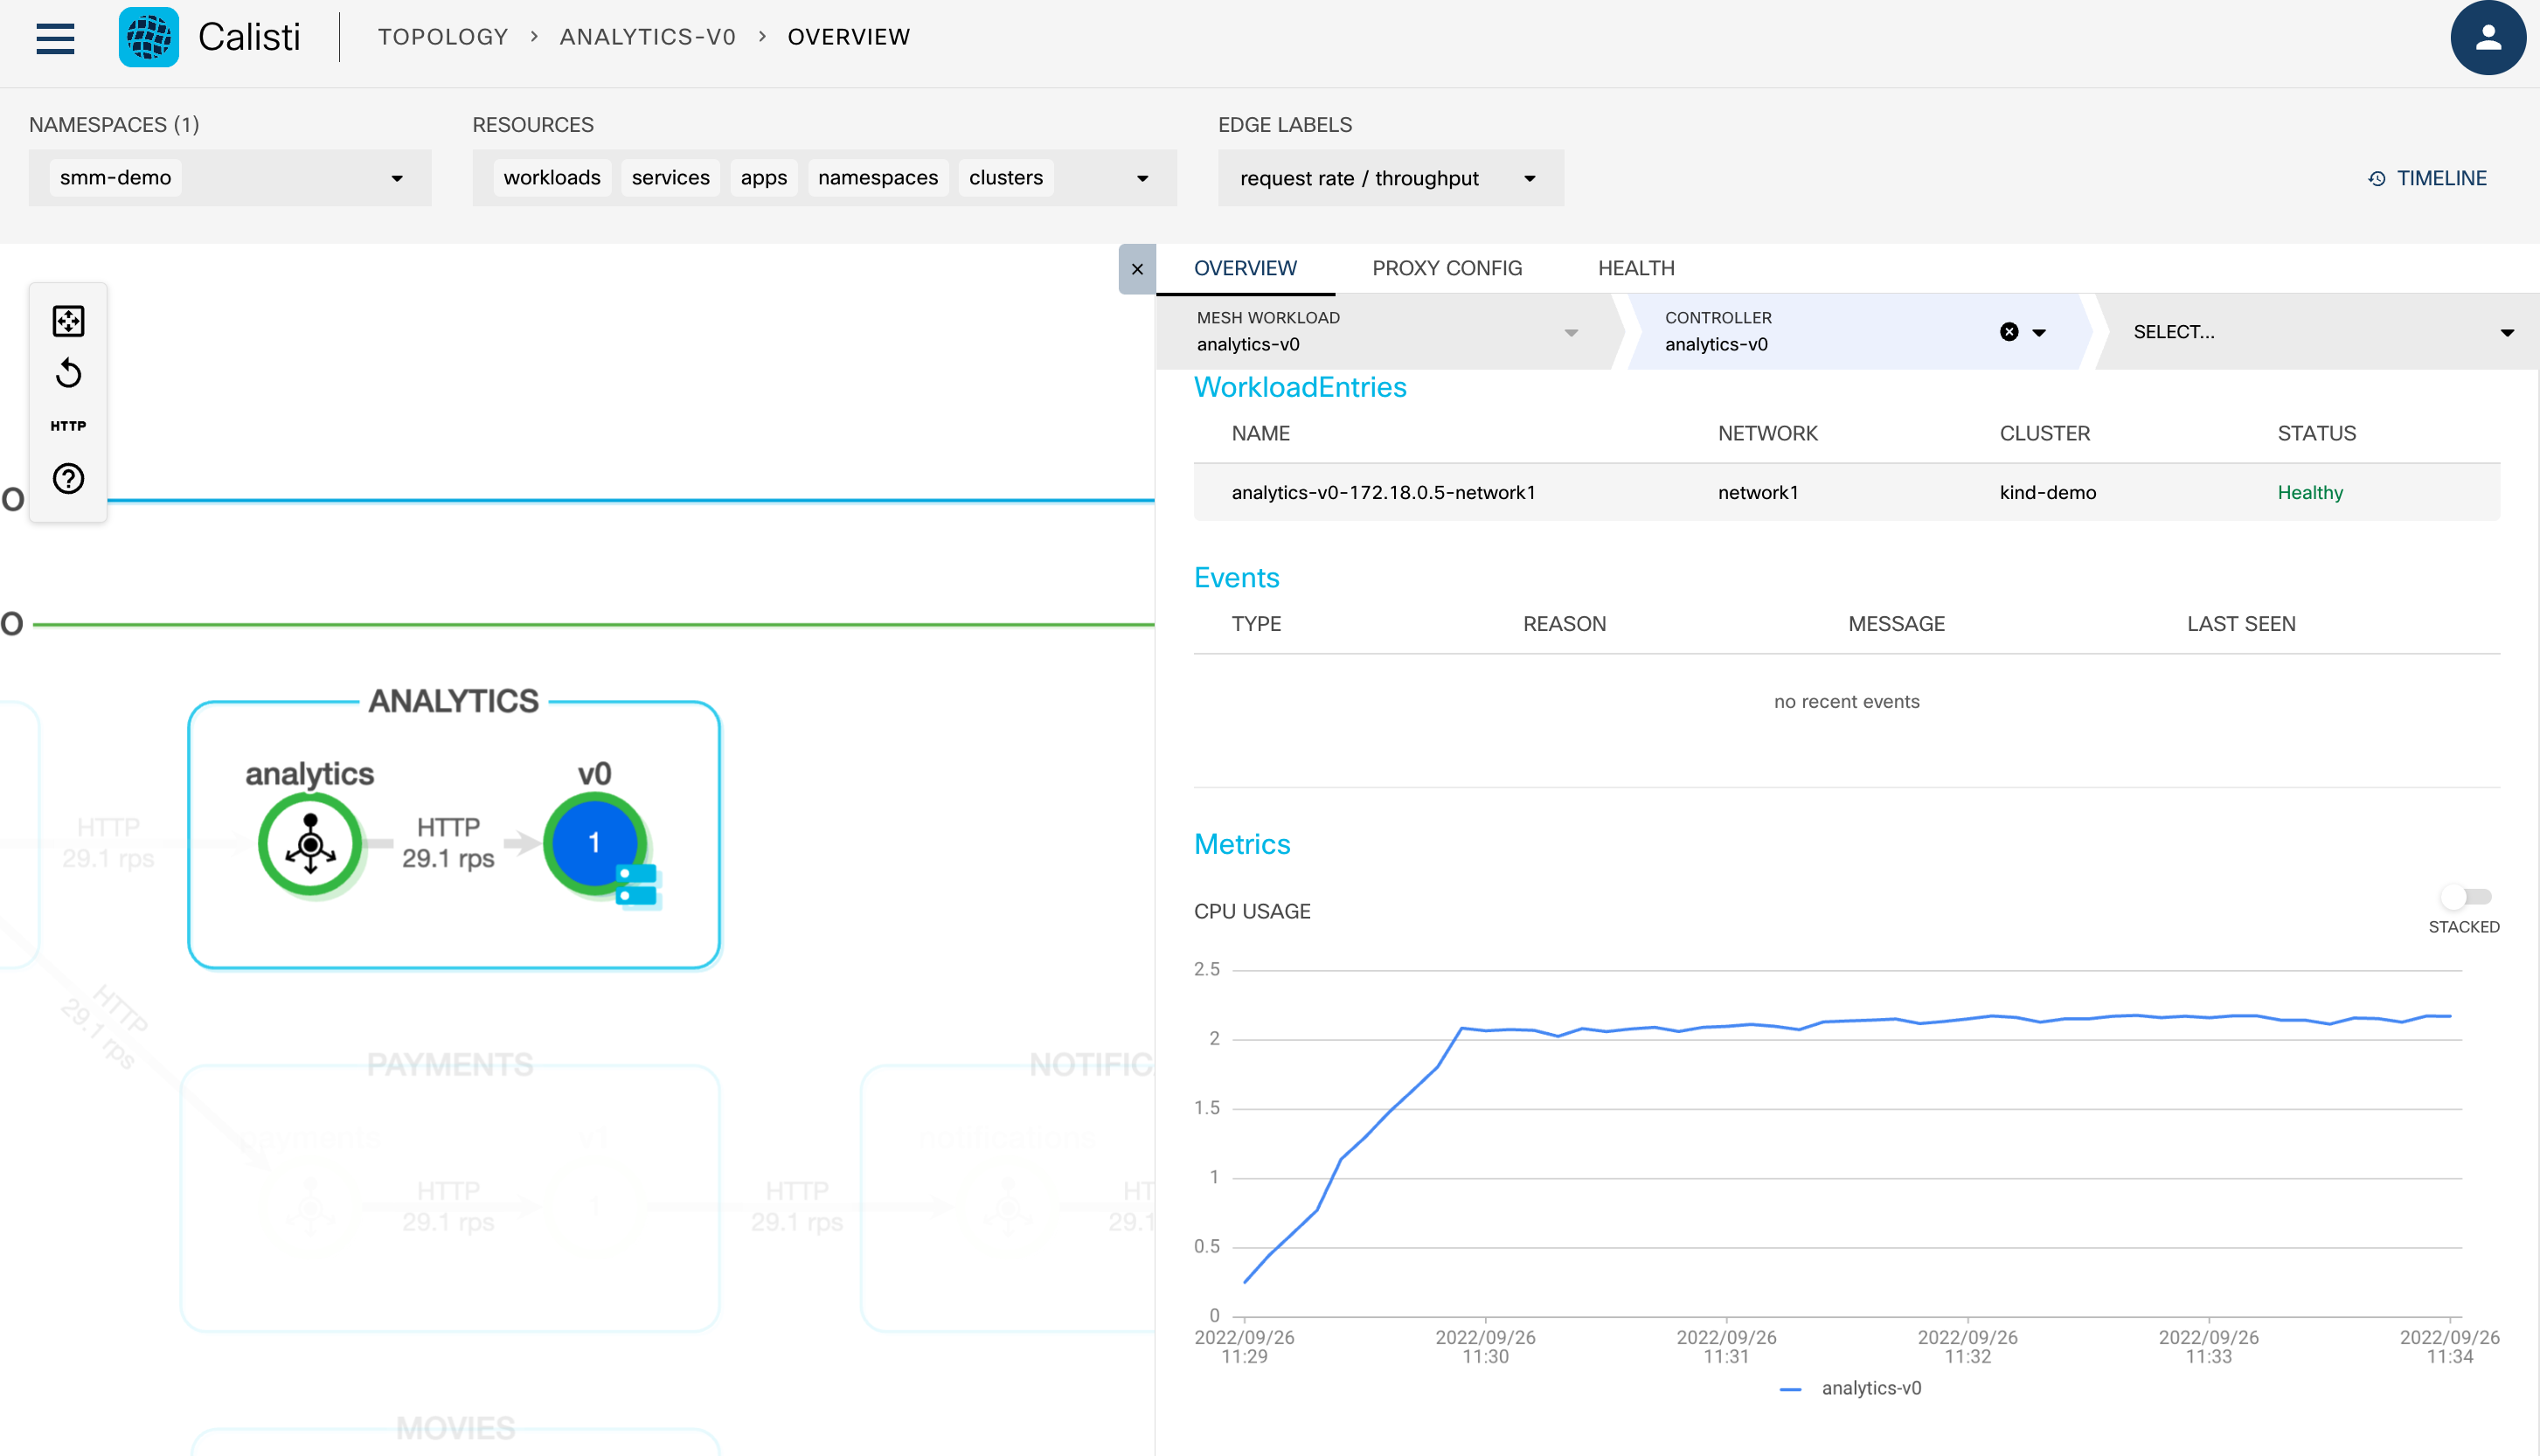 Calisti
TOPOLOGY > ANALYTICS-V0 > OVERVIEW
NAMESPACES (1)
smm-demo
RESOURCES
workloads services apps namespaces clusters
EDGE LABELS
request rate / throughput
TIMELINE
HTTP
O
O
ANALYTICS
analytics
v0
HTTP
29.1 rps
HTTP
29.1 rps
1
HTTP
29.1 rps
PAYMENTS
payments
v1
HTTP
29.1 rps
1
HTTP
29.1 rps
NOTIFIC
notifications
HT
29.1
MOVIES
OVERVIEW PROXY CONFIG HEALTH
MESH WORKLOAD
analytics-v0
CONTROLLER
analytics-v0
SELECT...
WorkloadEntries
NAME NETWORK CLUSTER STATUS
analytics-v0-172.18.0.5-network1 network1 kind-demo Healthy
Events
TYPE REASON MESSAGE LAST SEEN
no recent events
Metrics
CPU USAGE
STACKED
2.5
2
1.5
1
0.5
0
2022/09/26 2022/09/26 2022/09/26 2022/09/26 2022/09/26 2022/09/26
11:29 11:30 11:31 11:32 11:33 11:34
analytics-v0